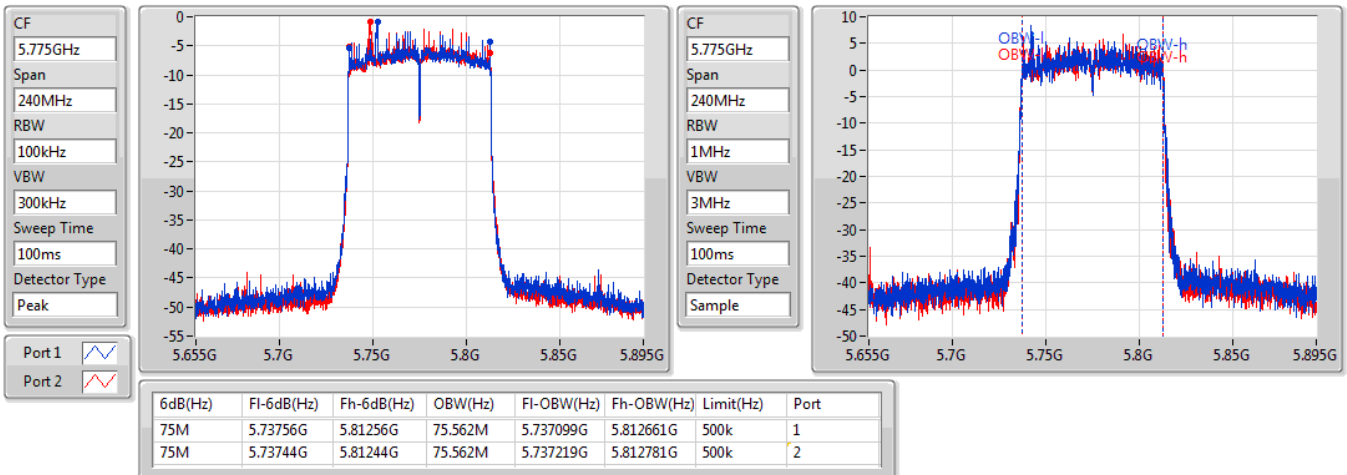 CF
5.775GHz
Span
240MHz
RBW
100kHz
VBW
300kHz
Sweep Time
100ms
Detector Type
Peak
Port 1
Port 2
0
-5
-10
-15
-20
-25
-30
-35
-40
-45
-50
-55
5.655G 5.7G 5.75G 5.8G 5.85G 5.895G
CF
5.775GHz
Span
240MHz
RBW
1MHz
VBW
3MHz
Sweep Time
100ms
Detector Type
Sample
10
5
0
-5
-10
-15
-20
-25
-30
-35
-40
-45
-50
OBW-l OBW-h
OBW-l OBW-h
5.655G 5.7G 5.75G 5.8G 5.85G 5.895G
6dB(Hz) Fl-6dB(Hz) Fh-6dB(Hz) OBW(Hz) Fl-OBW(Hz) Fh-OBW(Hz) Limit(Hz) Port
75M 5.73756G 5.81256G 75.562M 5.737099G 5.812661G 500k 1
75M 5.73744G 5.81244G 75.562M 5.737219G 5.812781G 500k 2